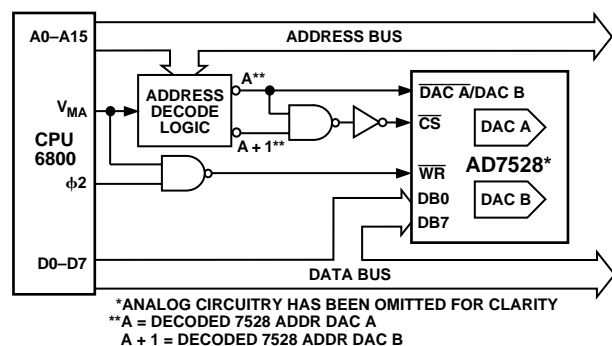 A0–A15
ADDRESS BUS
A**
ADDRESS
DECODE
LOGIC
VMA
CPU
6800
A + 1**
DAC A/DAC B
CS
DAC A
AD7528*
WR
DB0
DAC B
DB7
ϕ2
D0–D7
DATA BUS
*ANALOG CIRCUITRY HAS BEEN OMITTED FOR CLARITY
**A = DECODED 7528 ADDR DAC A
A + 1 = DECODED 7528 ADDR DAC B